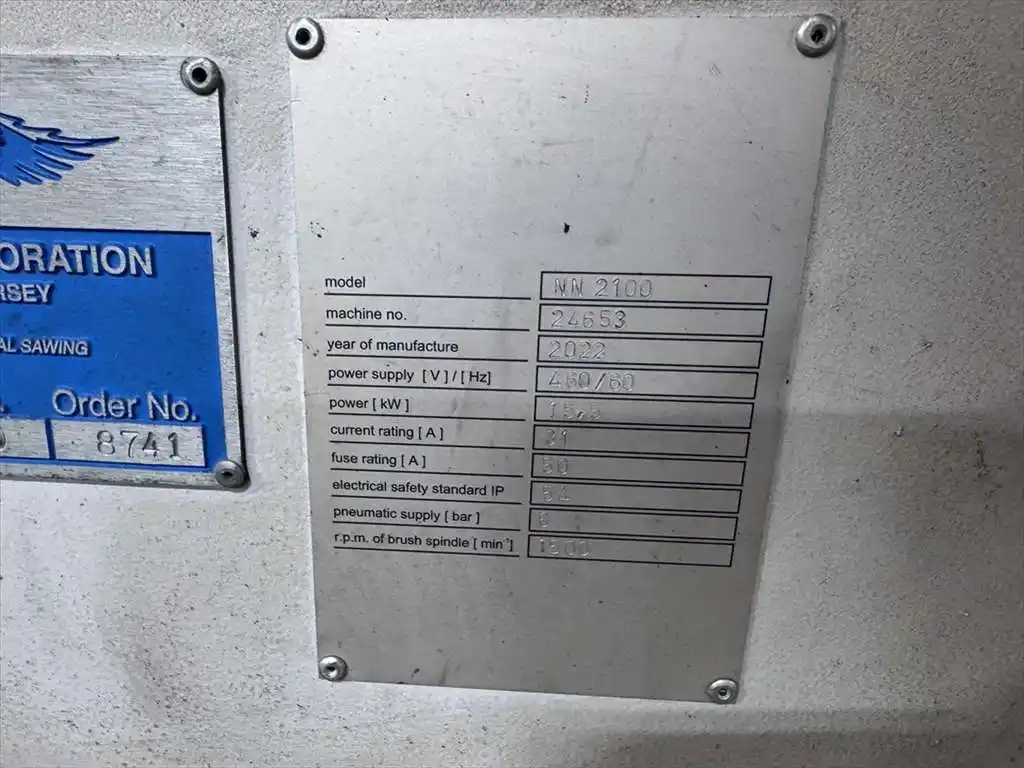 ORATION
RSEY
AL SAWING
Order No.
8741
model NN 2100
machine no. 24653
year of manufacture 2022
power supply [ V ] / [ Hz] 460/60
power [ kW ] 15,5
current rating [ A ] 31
fuse rating [ A ] 50
electrical safety standard IP 54
pneumatic supply [ bar ] 6
r.p.m. of brush spindle [ min⁻¹] 1500